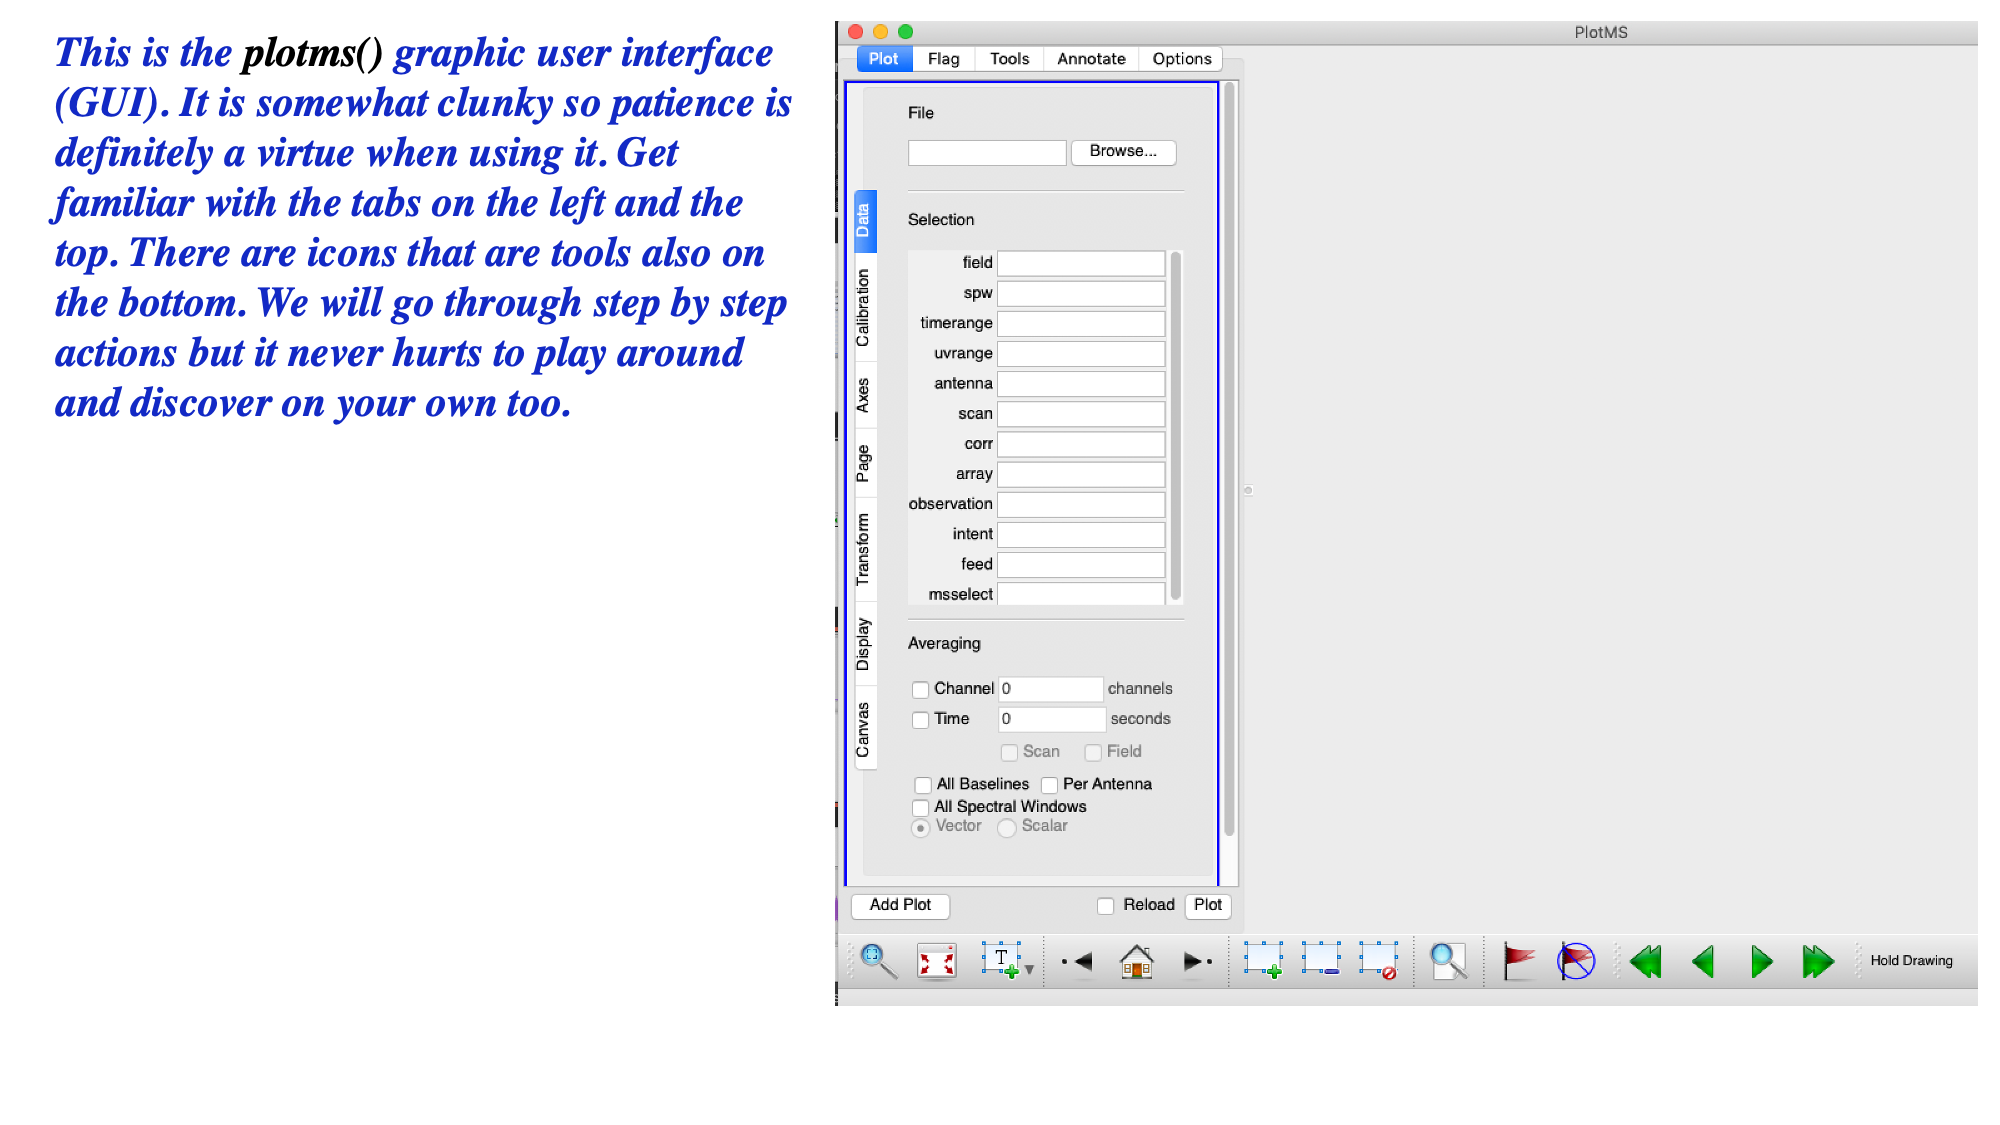 This is the plotms() graphic user interface
(GUI). It is somewhat clunky so patience is
definitely a virtue when using it. Get
familiar with the tabs on the left and the
top. There are icons that are tools also on
the bottom. We will go through step by step
actions but it never hurts to play around
and discover on your own too.
PlotMS
Plot Flag Tools Annotate Options
File
Browse...
Data
Calibration
Axes
Page
Transform
Display
Canvas
Selection
field
spw
timerange
uvrange
antenna
scan
corr
array
observation
intent
feed
msselect
Averaging
Channel 0 channels
Time 0 seconds
Scan Field
All Baselines Per Antenna
All Spectral Windows
Vector Scalar
Add Plot Reload Plot
T
Hold Drawing